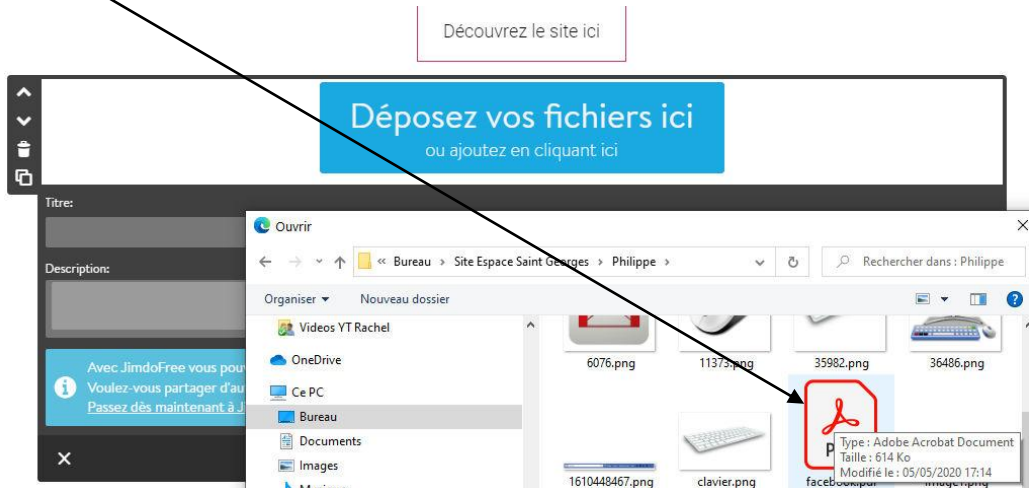 Découvrez le site ici
Déposez vos fichiers ici
ou ajoutez en cliquant ici
Titre:
Ouvrir
« Bureau › Site Espace Saint Georges › Philippe ›
Rechercher dans : Philippe
Description:
Organiser
Nouveau dossier
Videos YT Rachel
OneDrive
Ce PC
Bureau
Documents
Images
6076.png
11373.png
35982.png
36486.png
Avec JimdoFree vous pou
Voulez-vous partager d'au
Passez dès maintenant à J
Type : Adobe Acrobat Document
Taille : 614 Ko
Modifié le : 05/05/2020 17:14
1610448467.png
clavier.png
facebook.pdf